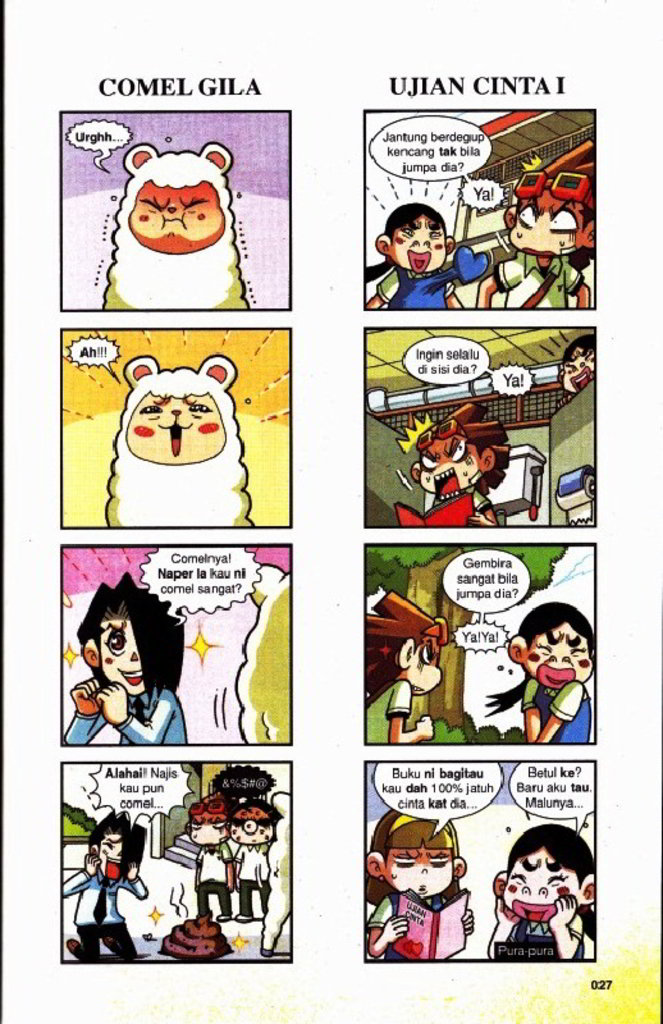 COMEL GILA
Urghh...
Ah!!!
Comelnya!
Naper la kau ni
comel sangat?
Alahai! Najis
kau pun
comel...
&%$#@
UJIAN CINTA I
Jantung berdegup
kencang tak bila
jumpa dia?
Ya!
Ingin selalu
di sisi dia?
Ya!
Gembira
sangat bila
jumpa dia?
Ya!Ya!
Buku ni bagitau
kau dah 100% jatuh
cinta kat dia...
Betul ke?
Baru aku tau.
Malunya...
UJIAN
CINTA
Pura-pura
027